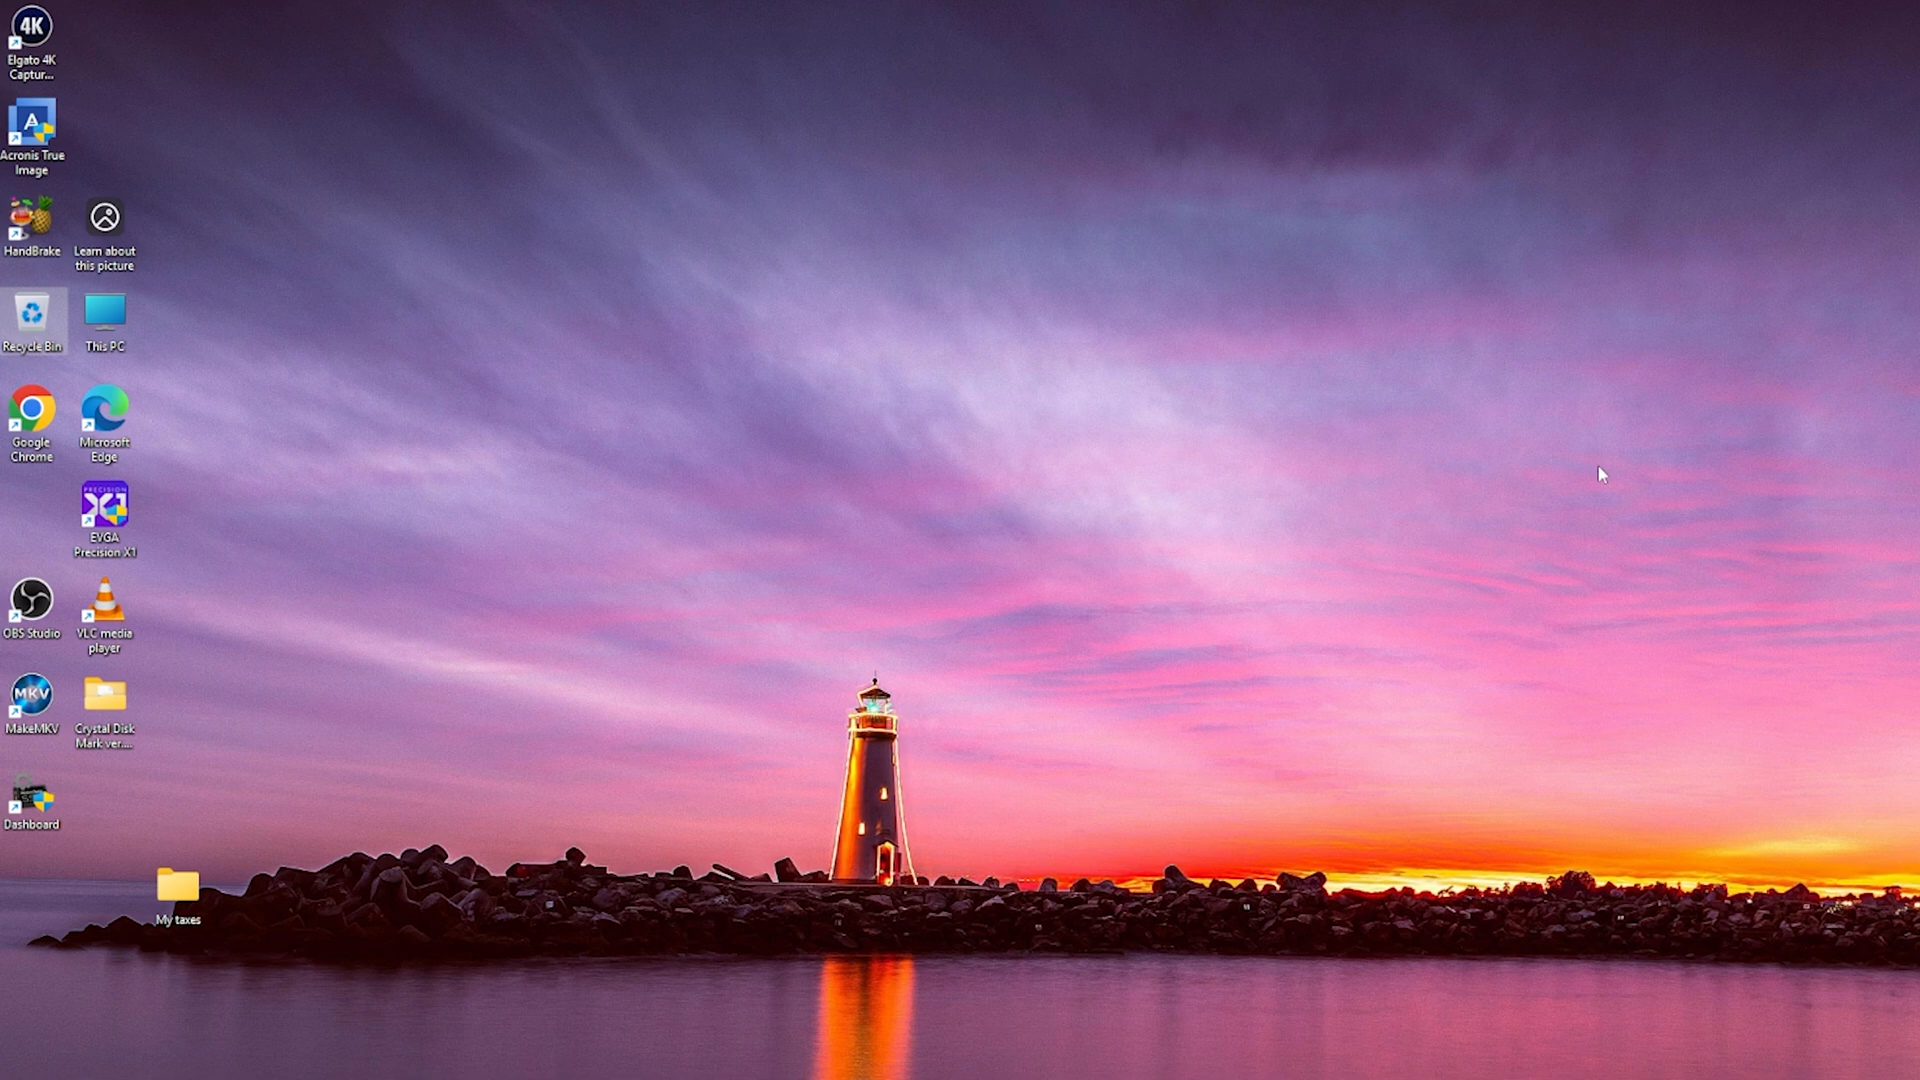 4K
Elgato 4K
Captur...
A
Acronis True
Image
HandBrake
Learn about
this picture
Recycle Bin
This PC
Google
Chrome
Microsoft
Edge
PRECISION
X1
EVGA
Precision X1
OBS Studio
VLC media
player
MKV
MakeMKV
Crystal Disk
Mark ver....
Dashboard
My taxes